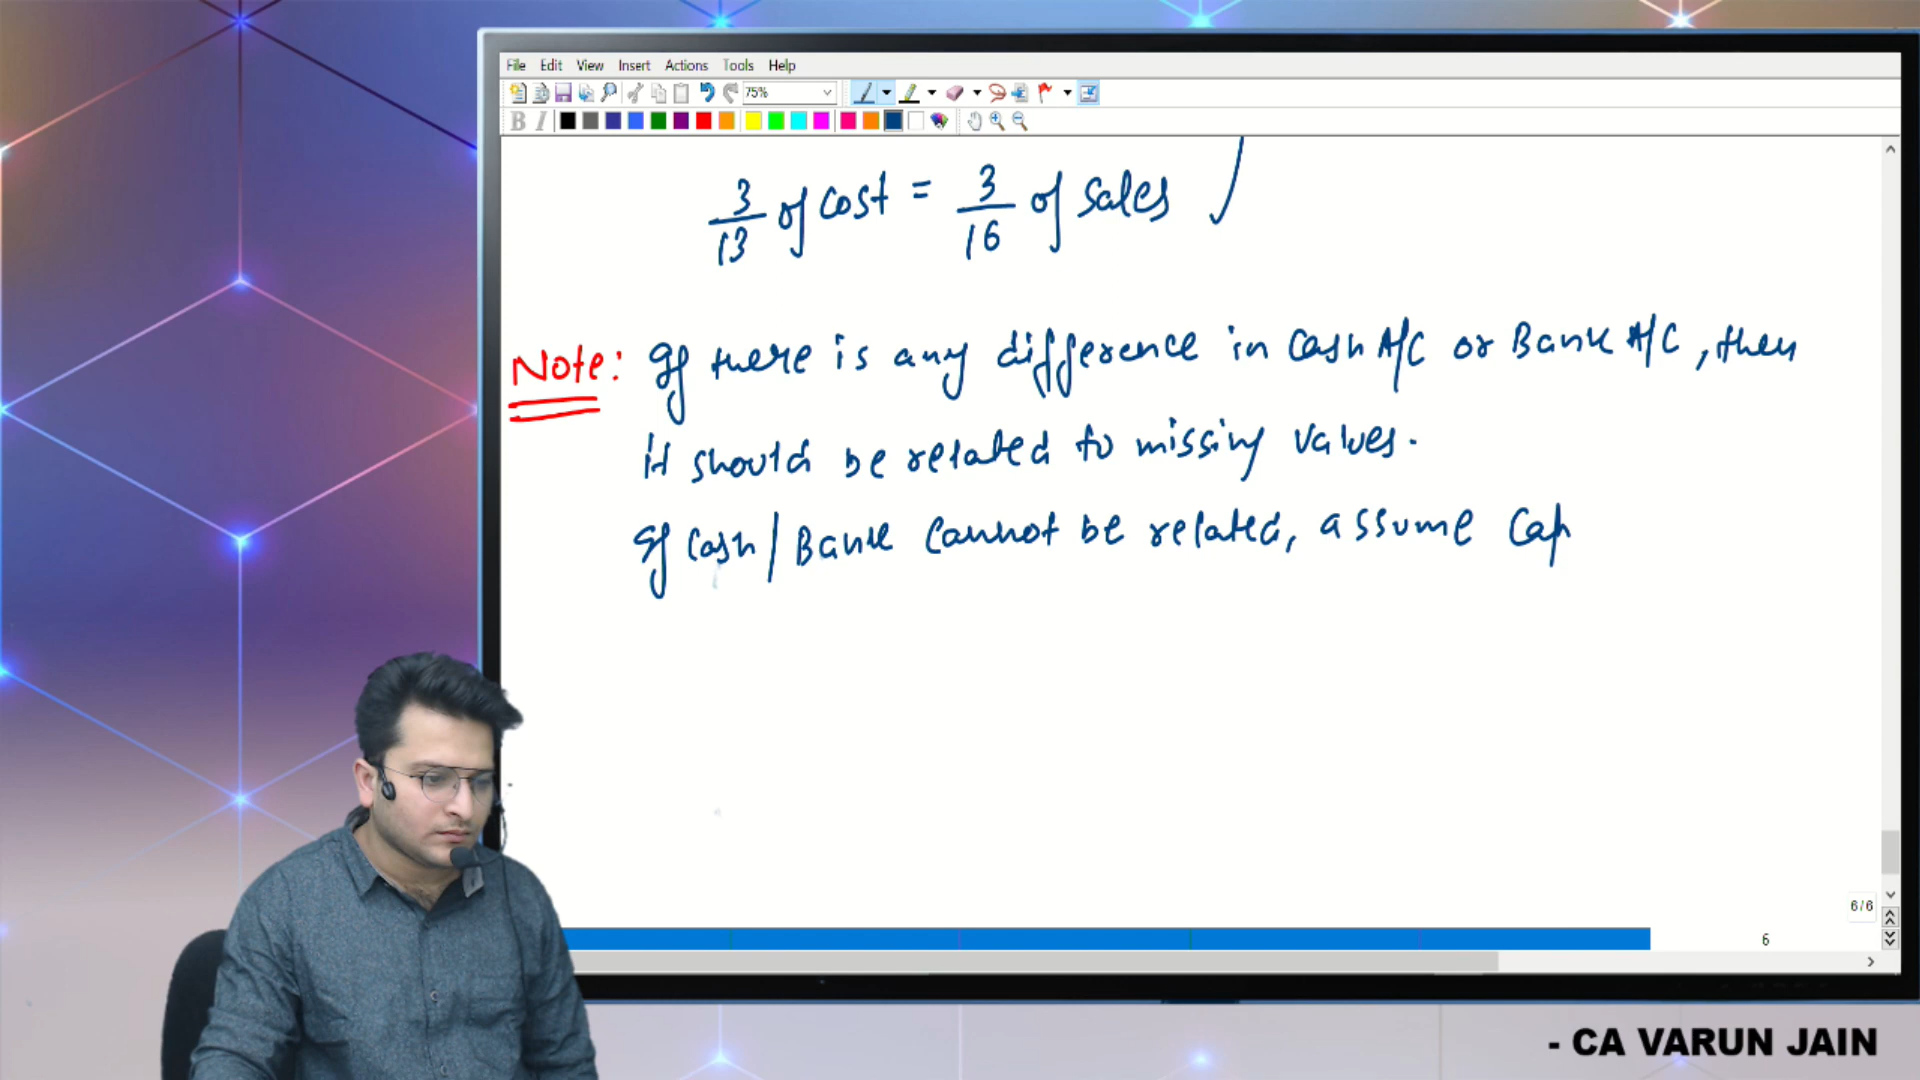 File Edit View Insert Actions Tools Help
75%
B I
3/13 of cost = 3/16 of sales
Note: If there is any difference in Cash A/C or Bank A/C, then
it should be related to missing values.
If Cash/Bank cannot be related, assume Cap
6/6
6
- CA VARUN JAIN